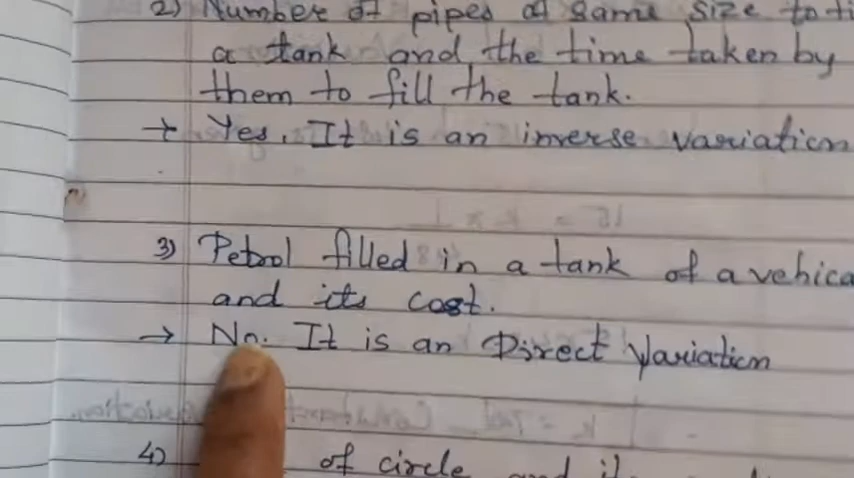 2) Number of pipes of same size to fi
a tank and the time taken by
them to fill the tank.
→ Yes. It is an inverse variation
3) Petrol filled in a tank of a vehica
and its cost.
→ No. It is an Direct Variation
4) of circle and